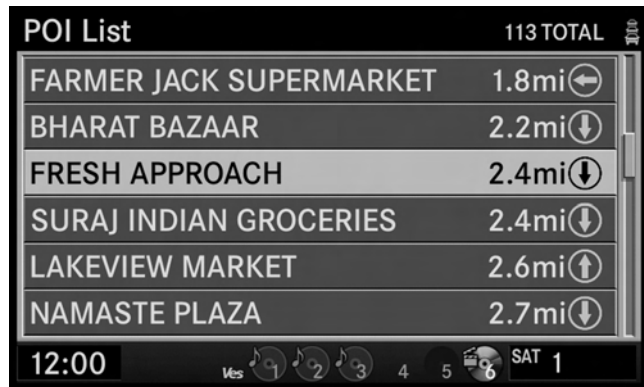 POI List 113 TOTAL
FARMER JACK SUPERMARKET 1.8mi
BHARAT BAZAAR 2.2mi
FRESH APPROACH 2.4mi
SURAJ INDIAN GROCERIES 2.4mi
LAKEVIEW MARKET 2.6mi
NAMASTE PLAZA 2.7mi
12:00 Ves 1 2 3 4 5 6 SAT 1